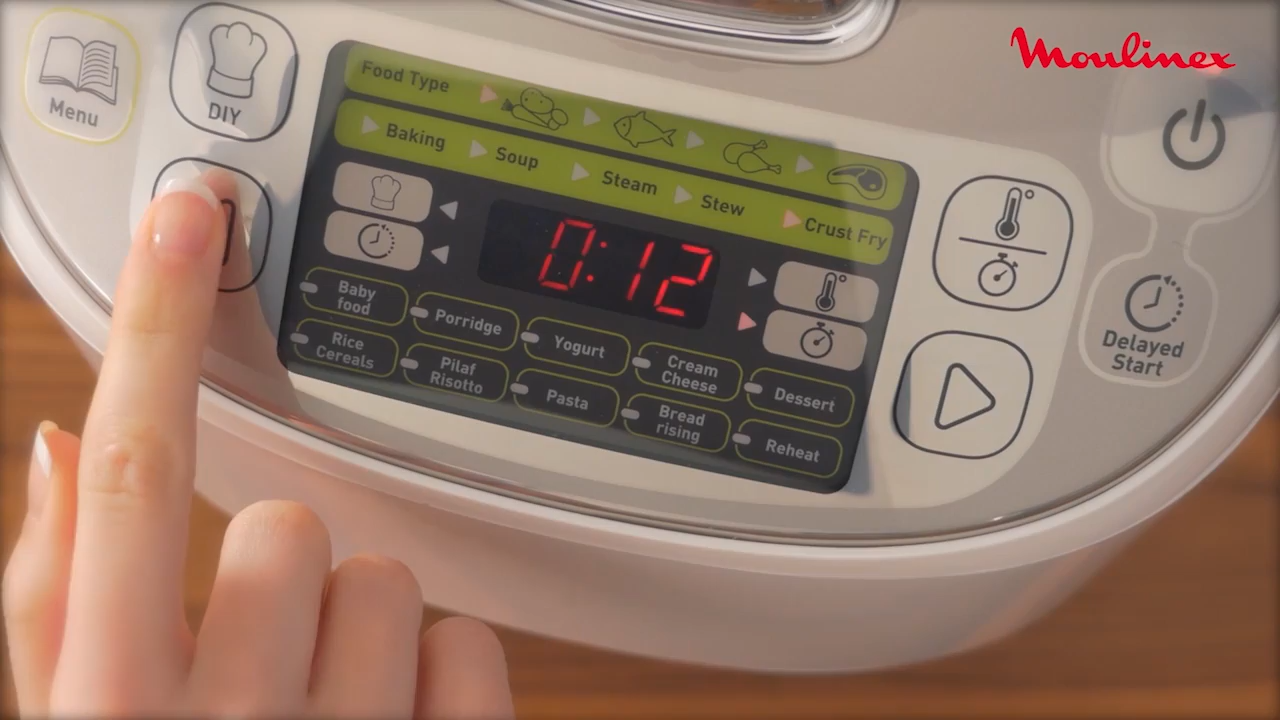 Moulinex
Menu
DIY
Food Type
Baking Soup Steam Stew Crust Fry
0:12
Baby
food
Porridge
Yogurt
Cream
Cheese
Dessert
Rice
Cereals
Pilaf
Risotto
Pasta
Bread
rising
Reheat
Delayed
Start